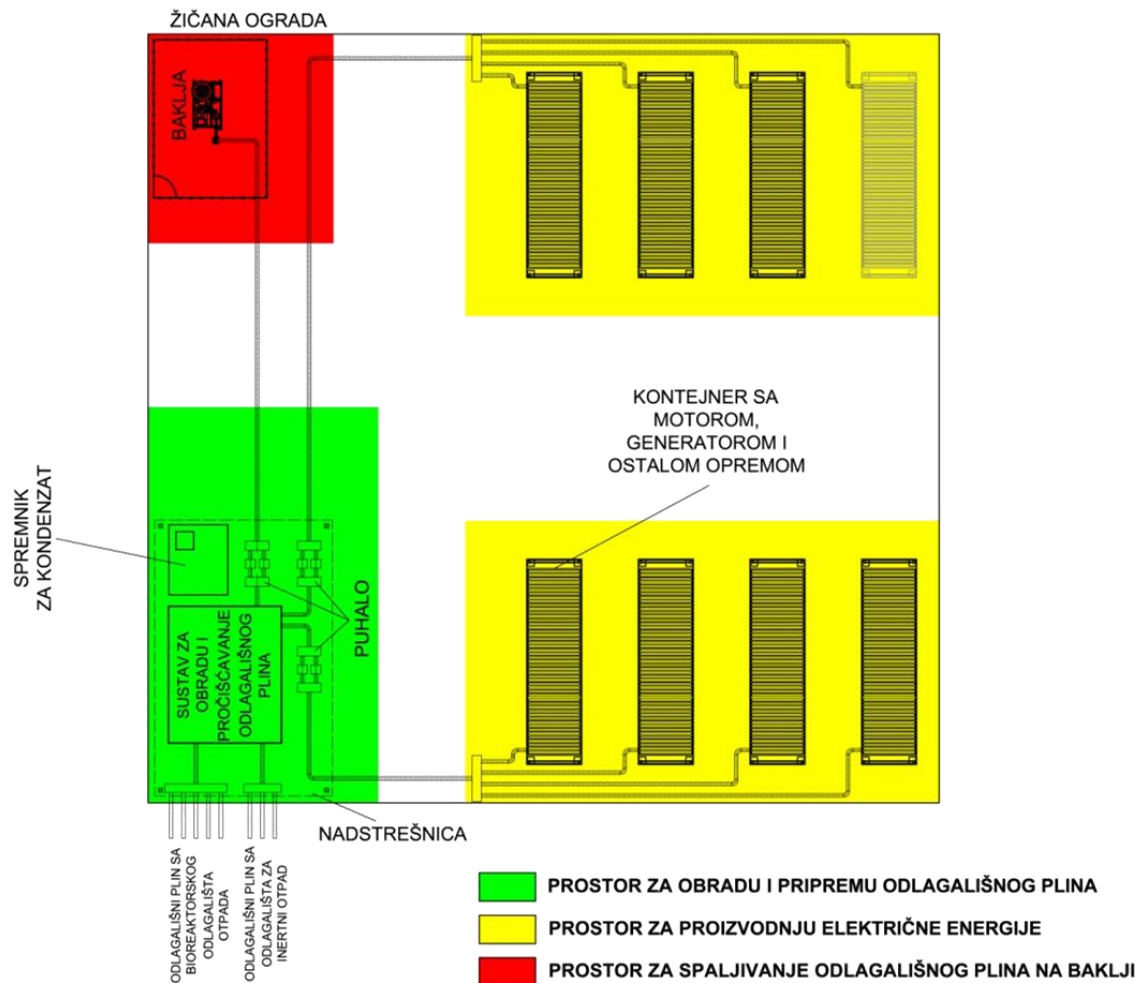 ŽIČANA OGRADA
BAKLJA
KONTEJNER SA
MOTOROM,
GENERATOROM I
OSTALOM OPREMOM
SPREMNIK
ZA KONDENZAT
PUHALO
SUSTAV ZA
OBRADU I
PROČIŠĆAVANJE
ODLAGALIŠNOG
PLINA
NADSTREŠNICA
ODLAGALIŠNI PLIN SA
BIOREAKTORSKOG
ODLAGALIŠTA
OTPADA
ODLAGALIŠNI PLIN SA
ODLAGALIŠTA ZA
INERTNI OTPAD
PROSTOR ZA OBRADU I PRIPREMU ODLAGALIŠNOG PLINA
PROSTOR ZA PROIZVODNJU ELEKTRIČNE ENERGIJE
PROSTOR ZA SPALJIVANJE ODLAGALIŠNOG PLINA NA BAKLJI